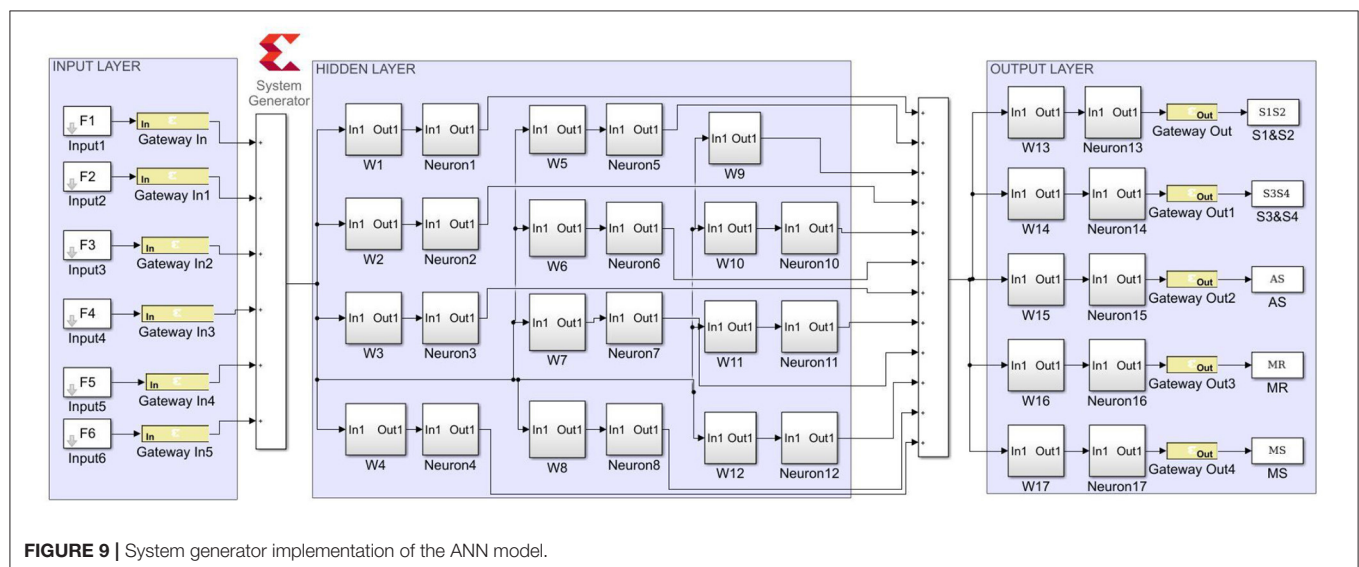 INPUT LAYER
F1
Input1
In
Gateway In
F2
Input2
In
Gateway In1
F3
Input3
In
Gateway In2
F4
Input4
In
Gateway In3
F5
Input5
In
Gateway In4
F6
Input6
In
Gateway In5
System
Generator
HIDDEN LAYER
In1 Out1
W1
In1 Out1
Neuron1
In1 Out1
W2
In1 Out1
Neuron2
In1 Out1
W3
In1 Out1
Neuron3
In1 Out1
W4
In1 Out1
Neuron4
In1 Out1
W5
In1 Out1
Neuron5
In1 Out1
W6
In1 Out1
Neuron6
In1 Out1
W7
In1 Out1
Neuron7
In1 Out1
W8
In1 Out1
Neuron8
In1 Out1
W9
In1 Out1
W10
In1 Out1
Neuron10
In1 Out1
W11
In1 Out1
Neuron11
In1 Out1
W12
In1 Out1
Neuron12
OUTPUT LAYER
In1 Out1
W13
In1 Out1
Neuron13
Out
Gateway Out
S1S2
S1&S2
In1 Out1
W14
In1 Out1
Neuron14
Out
Gateway Out1
S3S4
S3&S4
In1 Out1
W15
In1 Out1
Neuron15
Out
Gateway Out2
AS
AS
In1 Out1
W16
In1 Out1
Neuron16
Out
Gateway Out3
MR
MR
In1 Out1
W17
In1 Out1
Neuron17
Out
Gateway Out4
MS
MS
FIGURE 9 | System generator implementation of the ANN model.